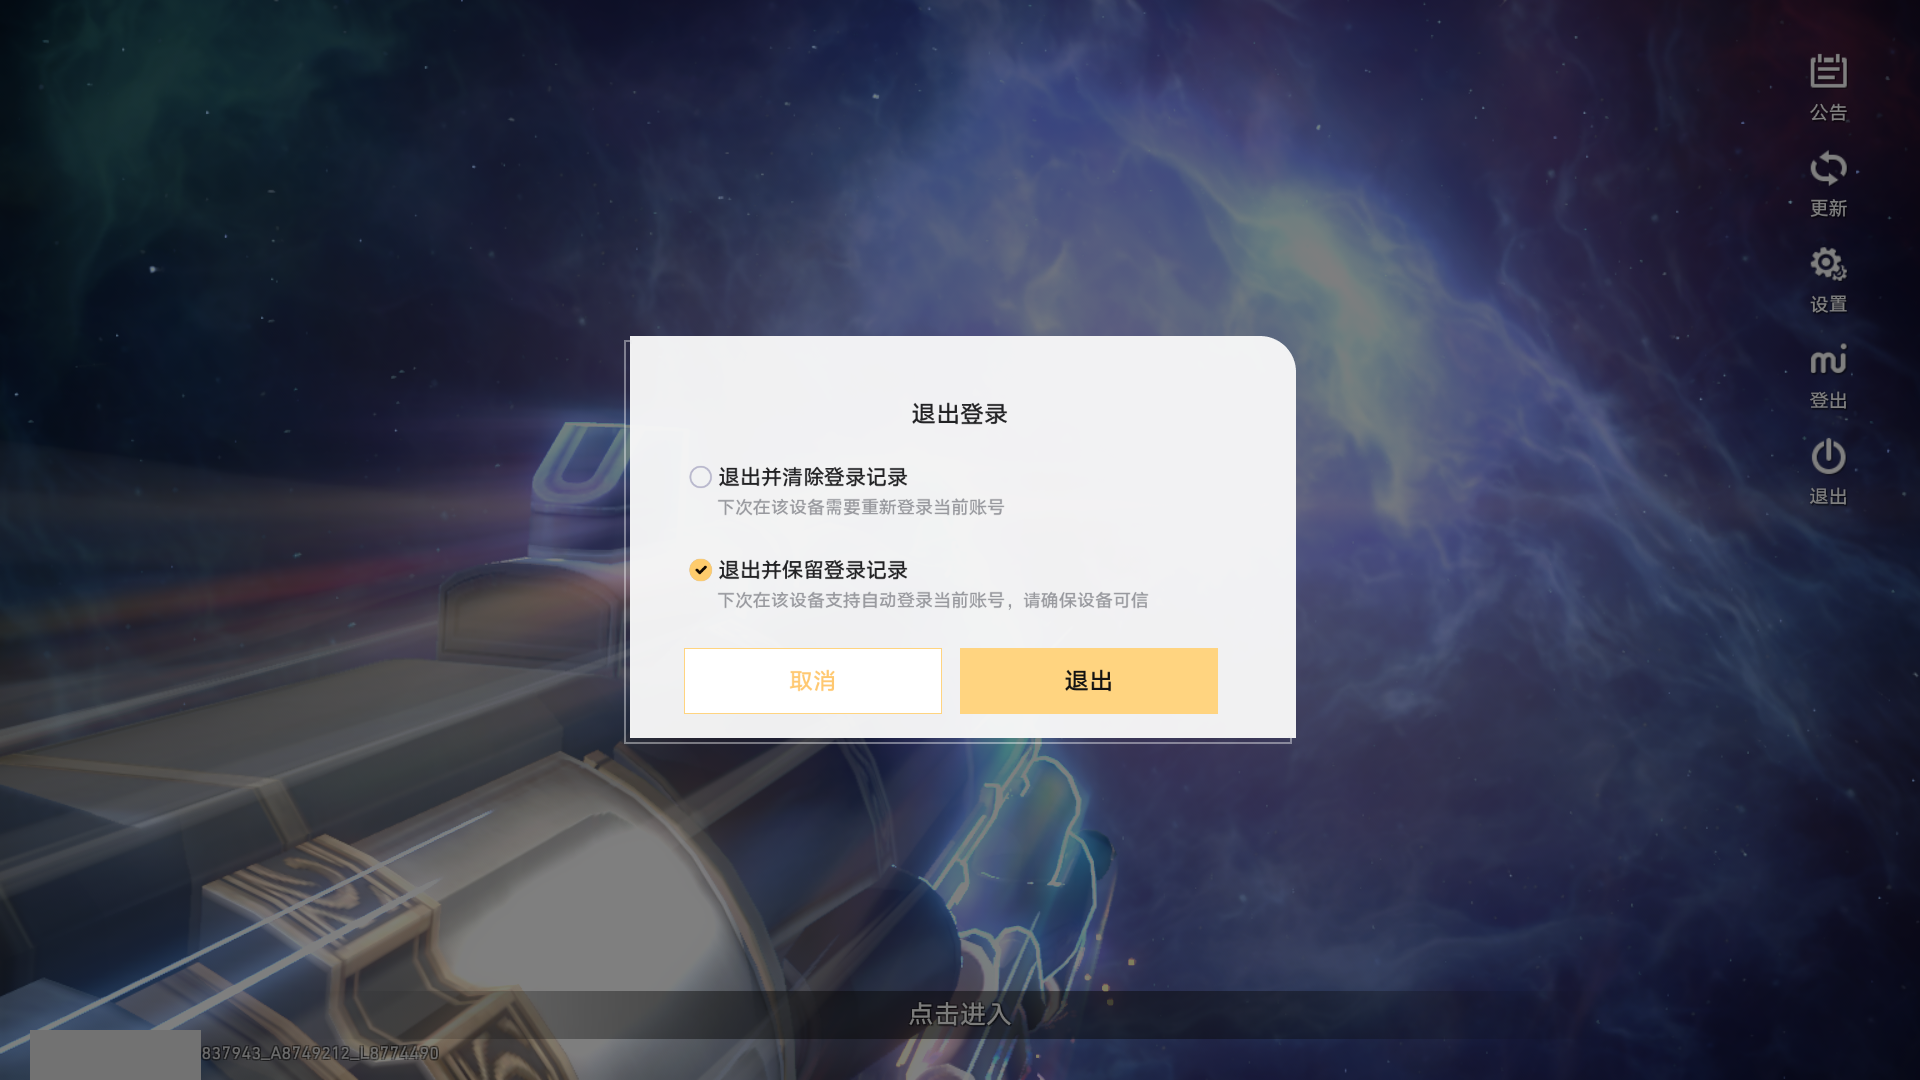 公告
更新
设置
登出
退出
退出登录
退出并清除登录记录
下次在该设备需要重新登录当前账号
退出并保留登录记录
下次在该设备支持自动登录当前账号，请确保设备可信
取消
退出
点击进入
837943_A8749212_L8774490